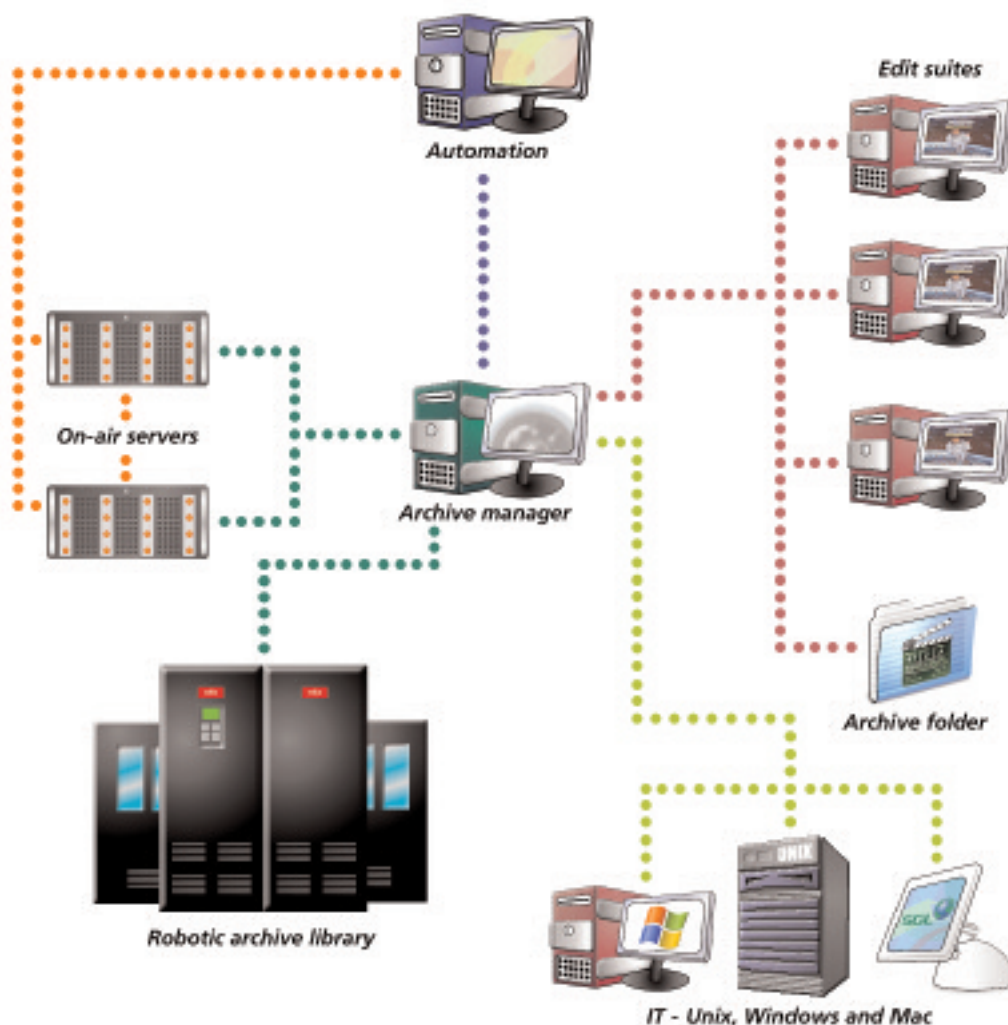 Edit suites
Automation
On-air servers
Archive manager
Archive folder
Robotic archive library
UNIX
SGL
IT - Unix, Windows and Mac